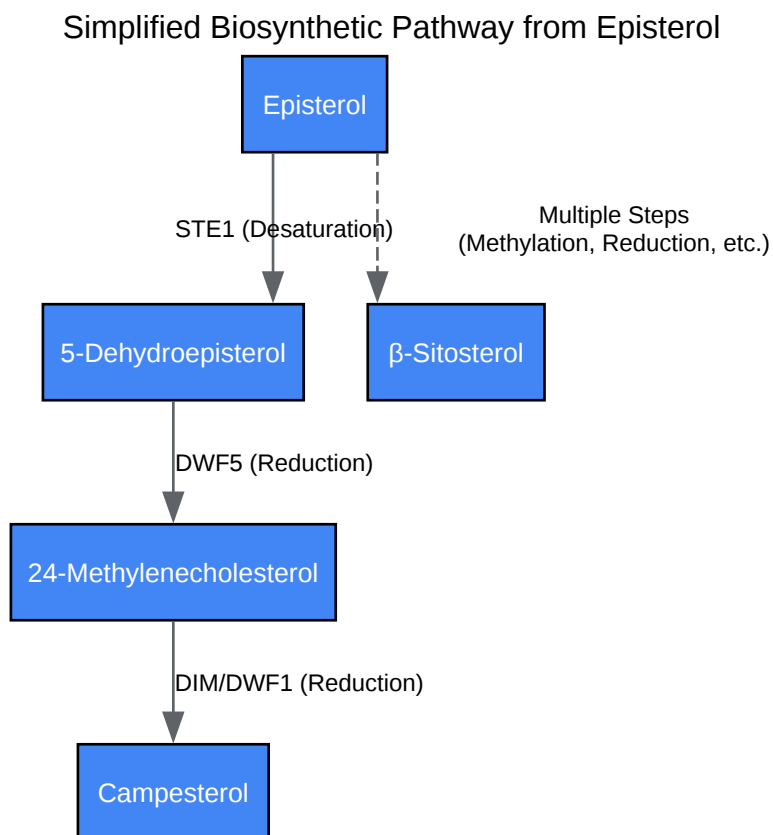 Simplified Biosynthetic Pathway from Episterol
Episterol
STE1 (Desaturation)
Multiple Steps
(Methylation, Reduction, etc.)
5-Dehydroepisterol
β-Sitosterol
DWF5 (Reduction)
24-Methylenecholesterol
DIM/DWF1 (Reduction)
Campesterol